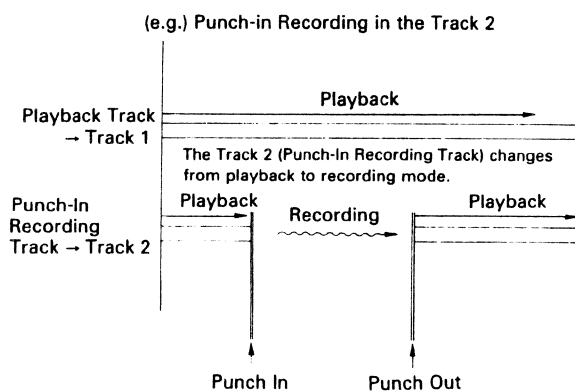 (e.g.) Punch-in Recording in the Track 2
Playback
Playback Track
→ Track 1
The Track 2 (Punch-In Recording Track) changes
from playback to recording mode.
Punch-In
Recording
Track → Track 2
Playback
Recording
Playback
Punch In
Punch Out